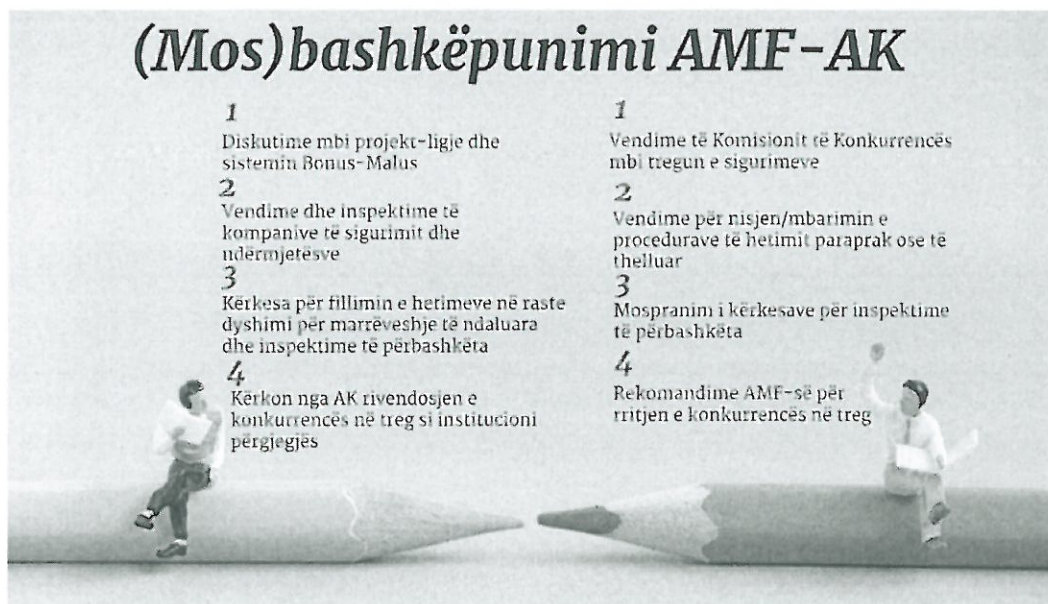 (Mos)bashkëpunimi AMF-AK
1
Diskutime mbi projekt-ligje dhe
sistemin Bonus-Malus
2
Vendime dhe inspektime të
kompanive të sigurimit dhe
ndërmjetësve
3
Kërkesa për fillimin e hetimeve në raste
dyshimi për marrëveshje të ndaluara
dhe inspektime të përbashkëta
4
Kërkon nga AK rivendosjen e
konkurrencës në treg si institucioni
përgjegjës
1
Vendime të Komisionit të Konkurrencës
mbi tregun e sigurimeve
2
Vendime për nisjen/mbarimin e
procedurave të hetimit paraprak ose të
thelluar
3
Mospranim i kërkesave për inspektime
të përbashkëta
4
Rekomandime AMF-së për
rritjen e konkurrencës në treg